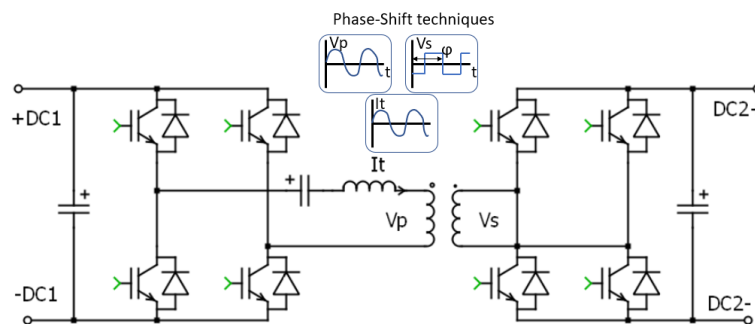 Phase-Shift techniques
Vp
t
Vs
φ
t
It
+DC1
DC2-
It
+
+
+
Vp
Vs
-DC1
DC2-